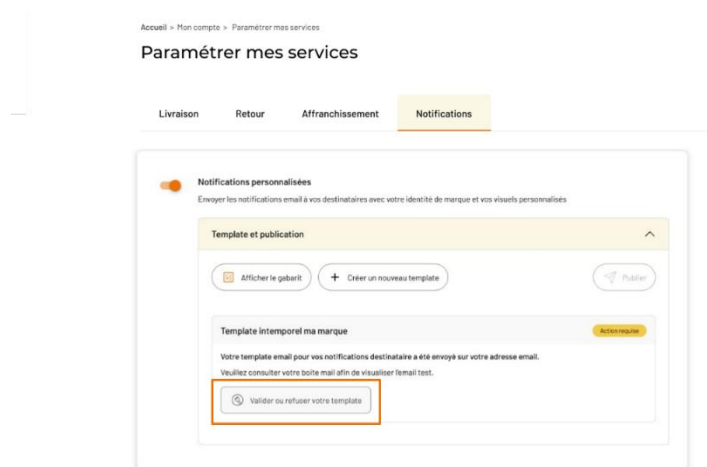 Accueil > Mon compte > Paramétrer mes services
Paramétrer mes services
Livraison Retour Affranchissement Notifications
Notifications personnalisées
Envoyer les notifications email à vos destinataires avec votre identité de marque et vos visuels personnalisés
Template et publication
Afficher le gabarit + Créer un nouveau template Publier
Template intemporel ma marque Action requise
Votre template email pour vos notifications destinataire a été envoyé sur votre adresse email.
Veuillez consulter votre boite mail afin de visualiser l'email test.
Valider ou refuser votre template